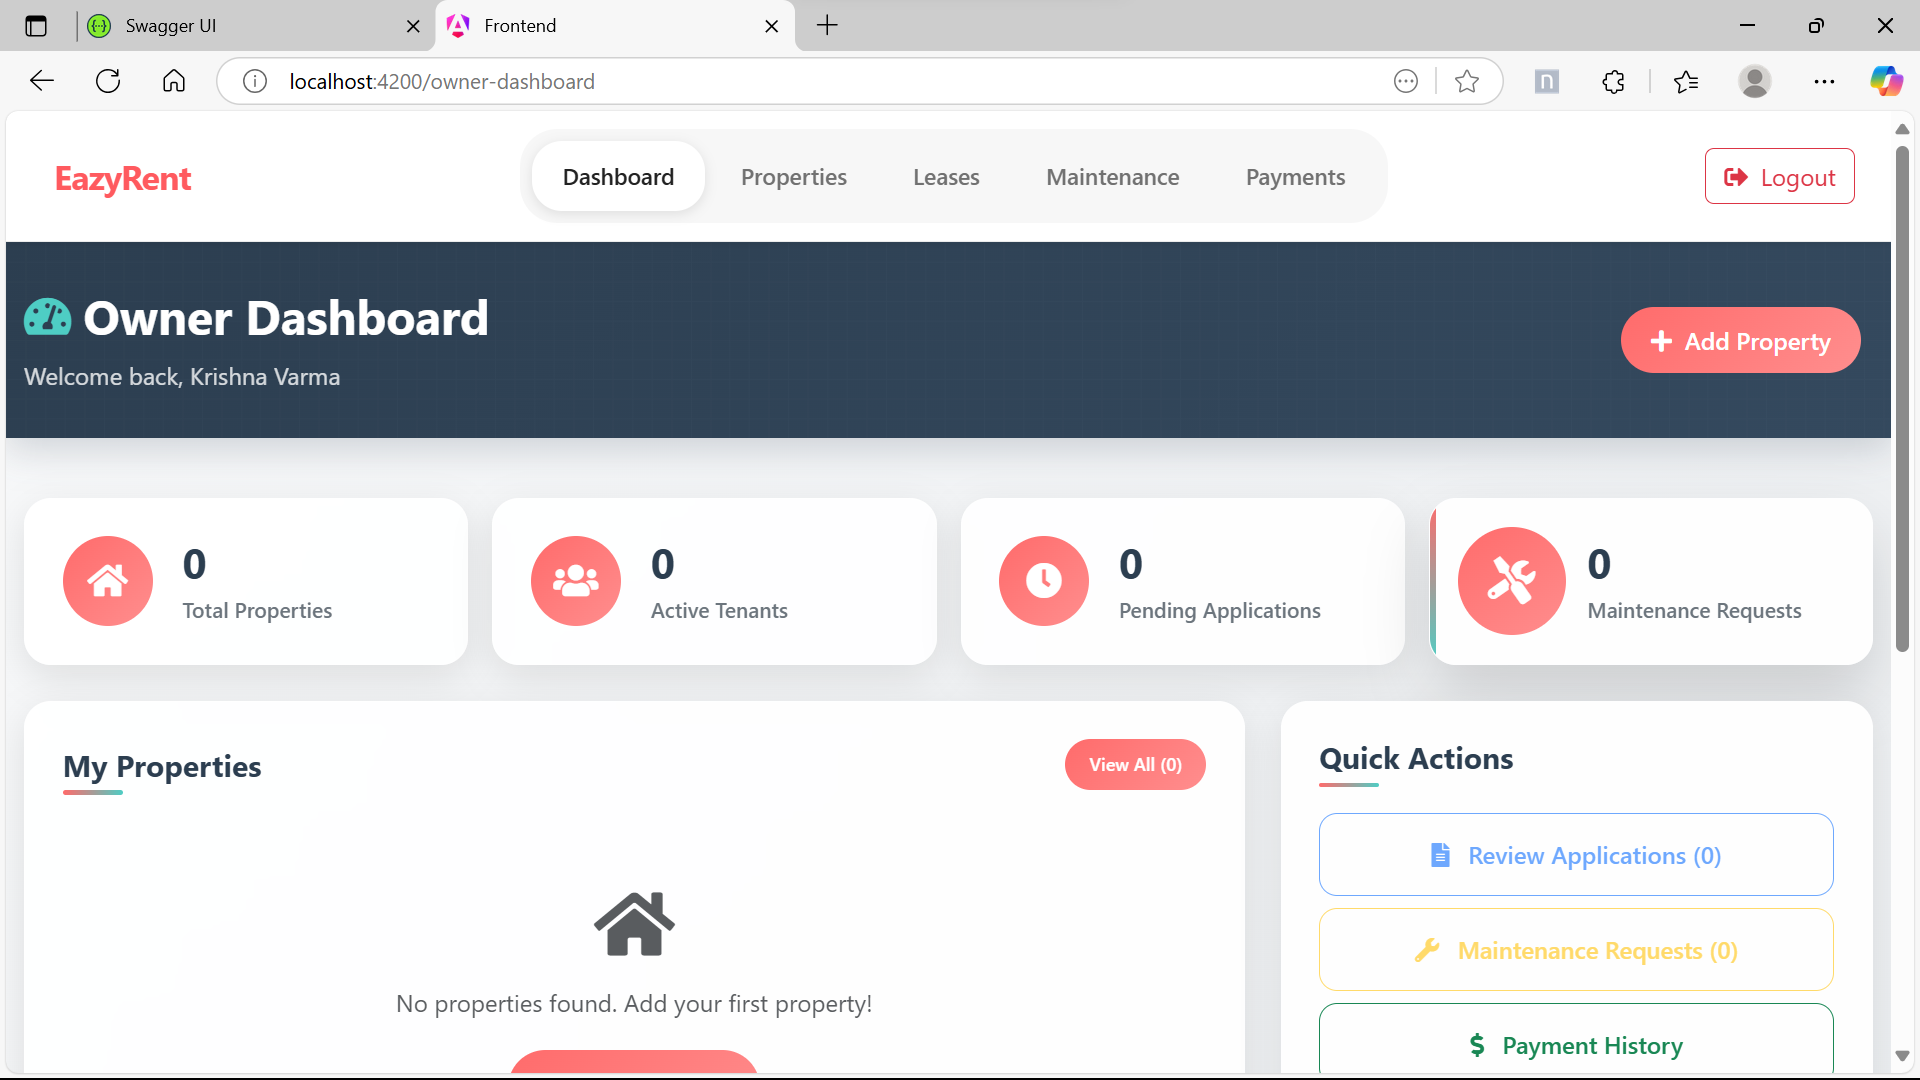 Swagger UI
Frontend
localhost:4200/owner-dashboard
n
EazyRent
Dashboard
Properties
Leases
Maintenance
Payments
Logout
Owner Dashboard
Welcome back, Krishna Varma
Add Property
0
Total Properties
0
Active Tenants
0
Pending Applications
0
Maintenance Requests
My Properties
View All (0)
No properties found. Add your first property!
Quick Actions
Review Applications (0)
Maintenance Requests (0)
$ Payment History